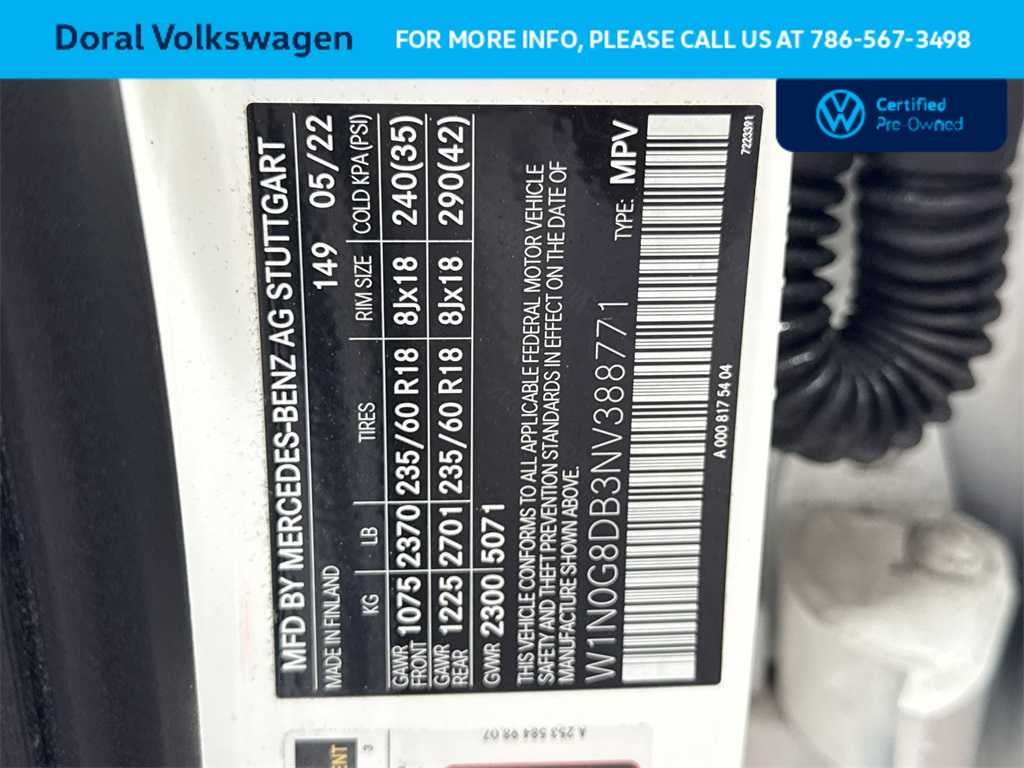 Doral Volkswagen
FOR MORE INFO, PLEASE CALL US AT 786-567-3498
Certified
Pre-Owned
MFD BY MERCEDES-BENZ AG STUTTGART
MADE IN FINLAND 149 05/22
KG LB TIRES RIM SIZE COLD KPA (PSI)
GAWR FRONT 1075 2370 235/60 R18 8Jx18 240(35)
GAWR REAR 1225 2701 235/60 R18 8Jx18 290(42)
GVWR 2300 5071
THIS VEHICLE CONFORMS TO ALL APPLICABLE FEDERAL MOTOR VEHICLE
SAFETY AND THEFT PREVENTION STANDARDS IN EFFECT ON THE DATE OF
MANUFACTURE SHOWN ABOVE.
W1N0G8DB3NV388771 TYPE: MPV
A 000 817 54 04
7223391
A 253 584 98 07
3